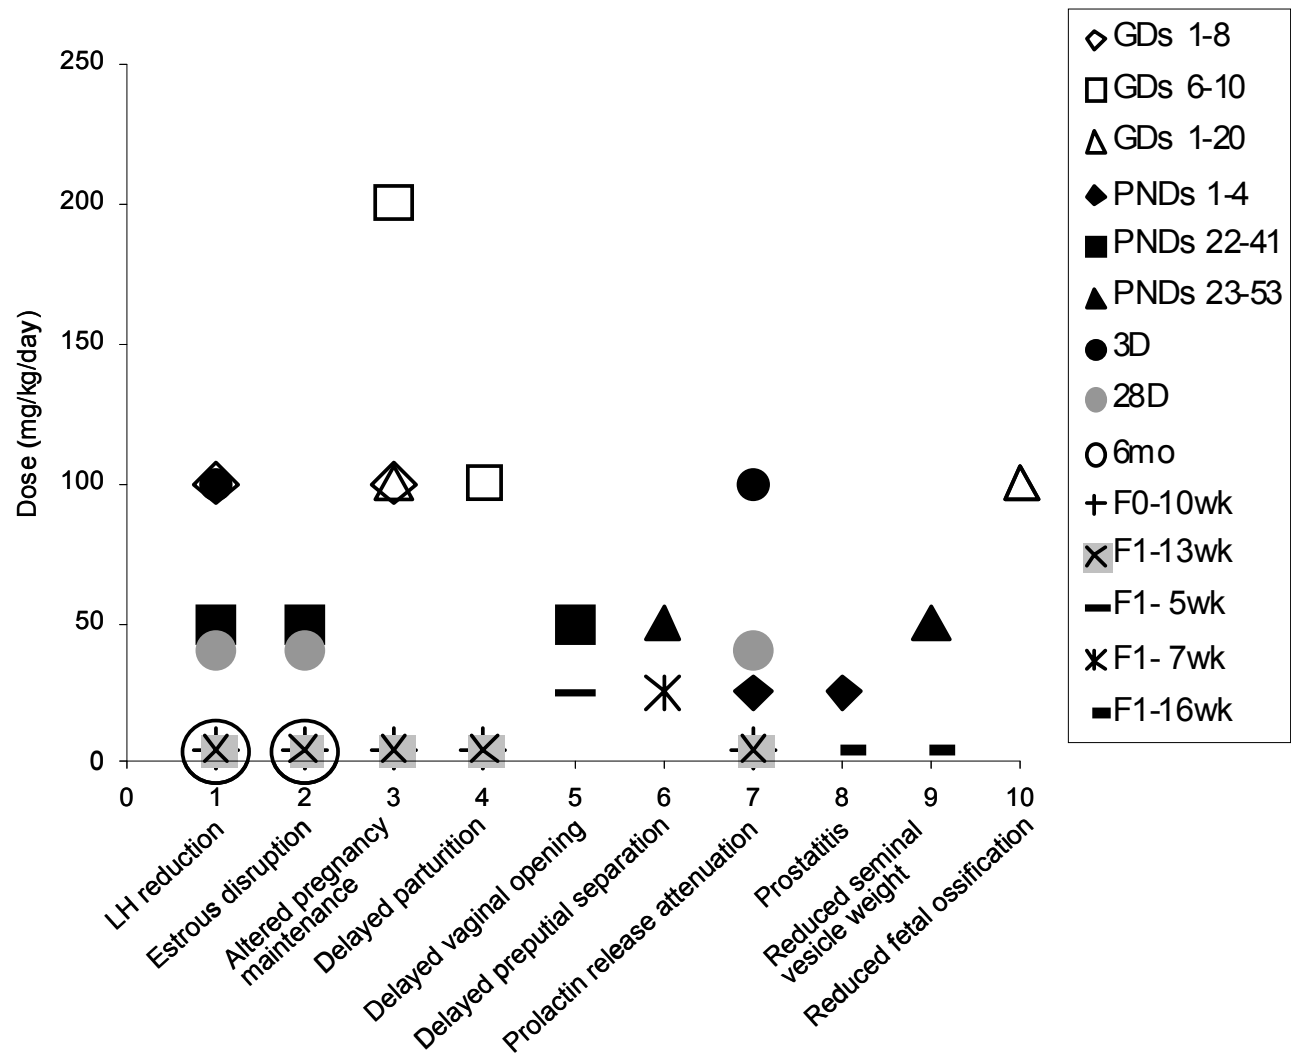 250
200
150
100
50
0
Dose (mg/kg/day)
0 1 2 3 4 5 6 7 8 9 10
LH reduction
Estrous disruption
Altered pregnancy
maintenance
Delayed parturition
Delayed vaginal opening
Delayed preputial separation
Prolactin release attenuation
Prostatitis
Reduced seminal
vesicle weight
Reduced fetal ossification
GDs 1-8
GDs 6-10
GDs 1-20
PNDs 1-4
PNDs 22-41
PNDs 23-53
3D
28D
6mo
F0-10wk
F1-13wk
F1- 5wk
F1- 7wk
F1-16wk